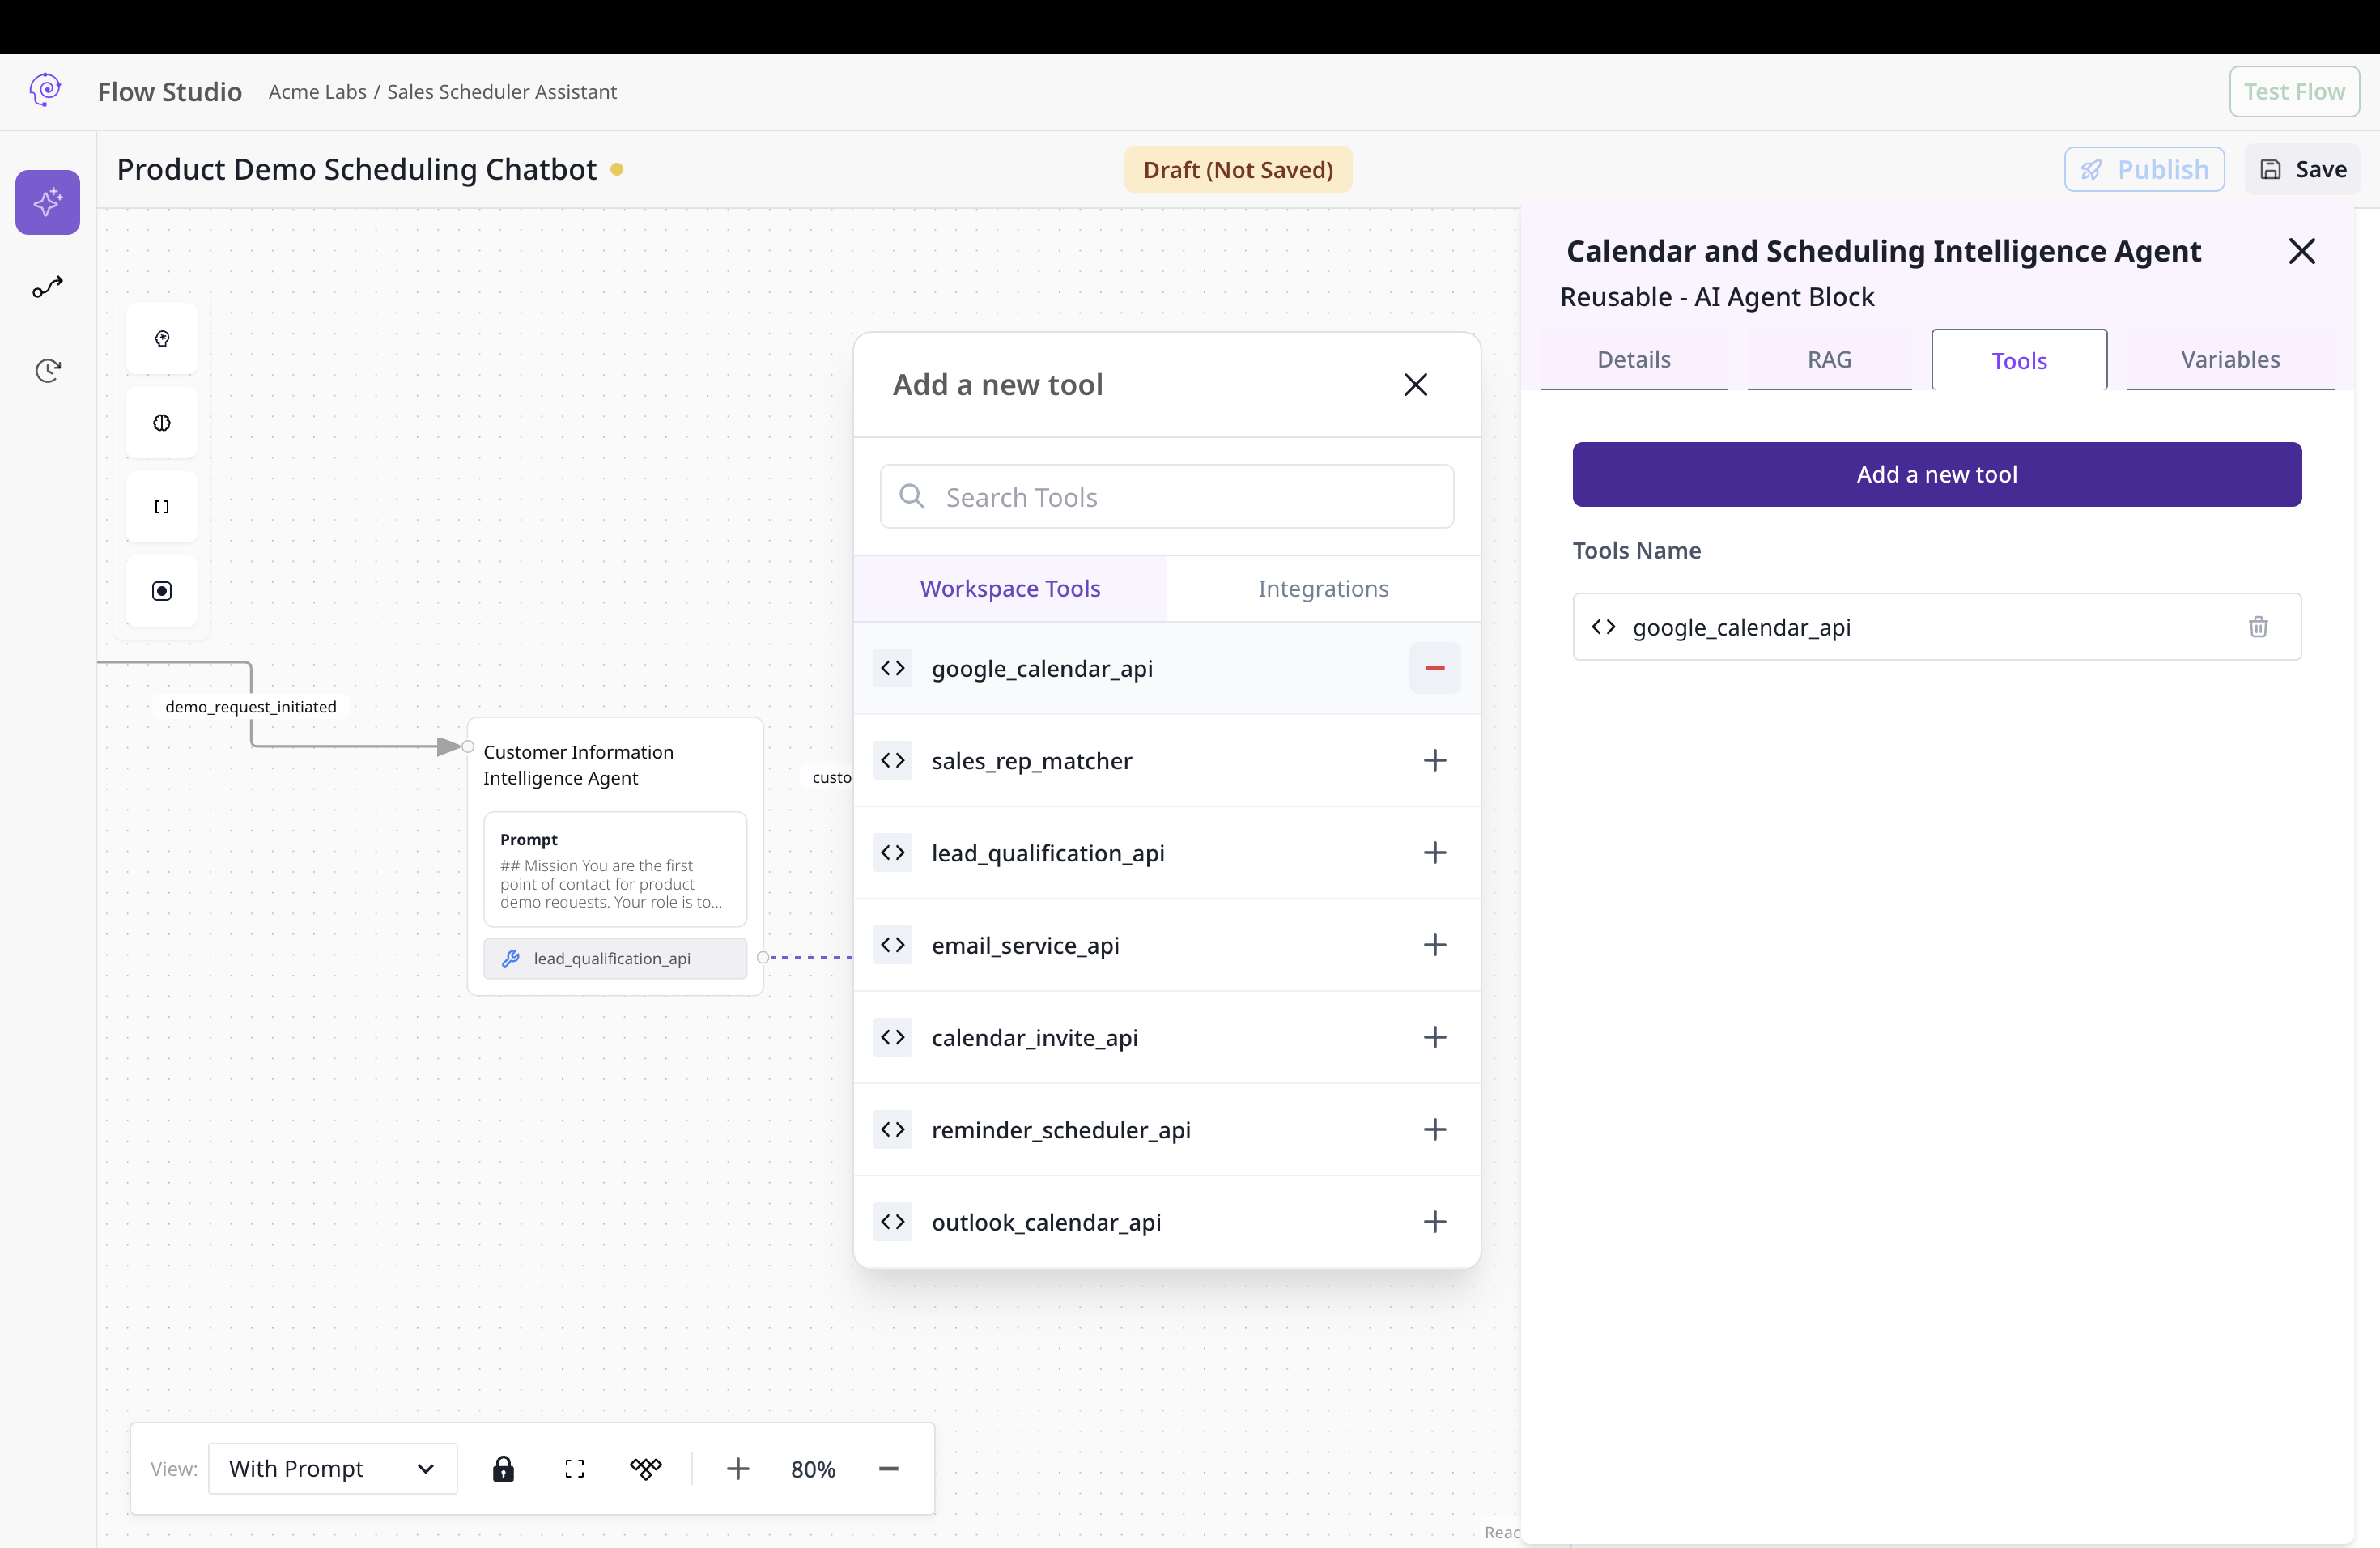 Flow Studio
Acme Labs / Sales Scheduler Assistant
Test Flow
Product Demo Scheduling Chatbot
Draft (Not Saved)
Publish
Save
demo_request_initiated
Customer Information
Intelligence Agent
Prompt
## Mission You are the first
point of contact for product
demo requests. Your role is to...
lead_qualification_api
custo
Add a new tool
Search Tools
Workspace Tools
Integrations
google_calendar_api
sales_rep_matcher
lead_qualification_api
email_service_api
calendar_invite_api
reminder_scheduler_api
outlook_calendar_api
Calendar and Scheduling Intelligence Agent
Reusable - AI Agent Block
Details
RAG
Tools
Variables
Add a new tool
Tools Name
google_calendar_api
View:
With Prompt
80%
Reac